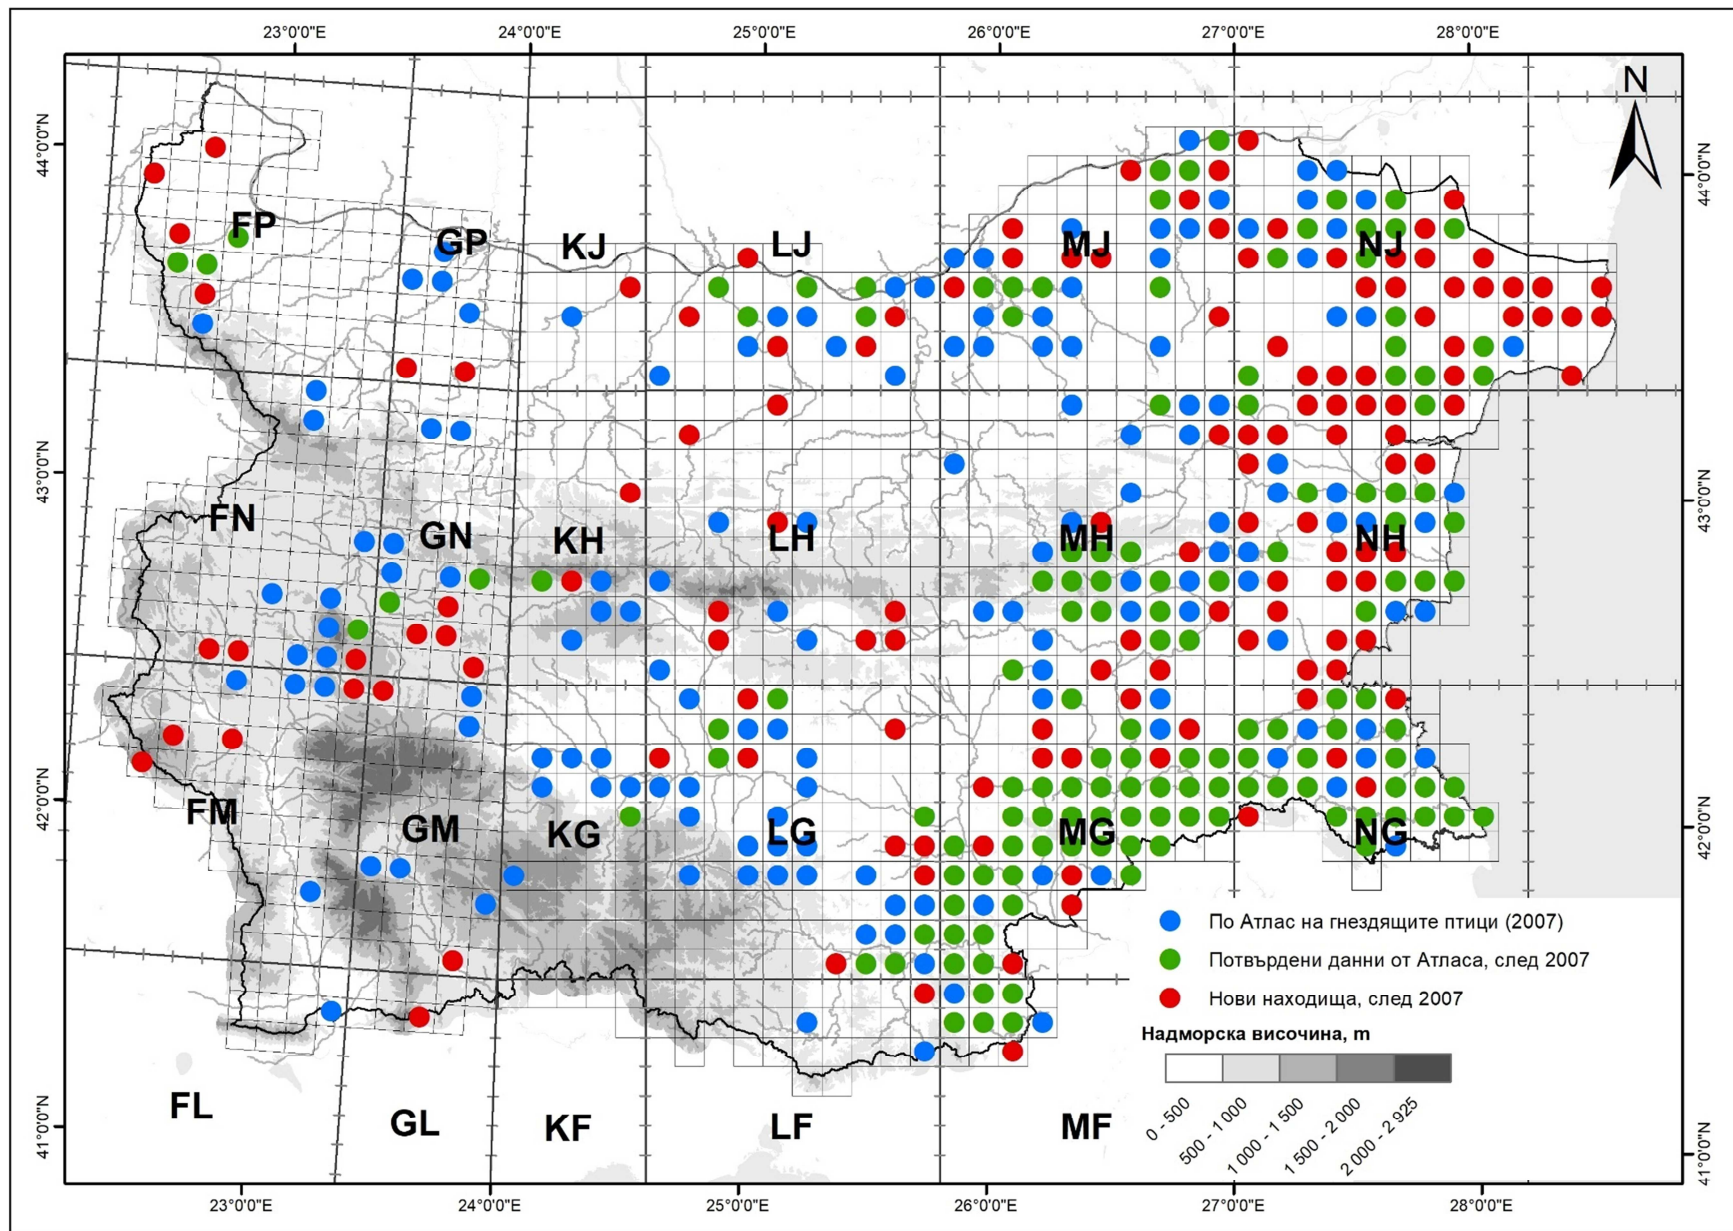 23°0'0"E 24°0'0"E 25°0'0"E 26°0'0"E 27°0'0"E 28°0'0"E
N
44°0'0"N 44°0'0"N
FP GP KJ LJ MJ NJ
43°0'0"N 43°0'0"N
FN GN KH LH MH NH
42°0'0"N 42°0'0"N
FM GM KG LG MG NG
По Атлас на гнездящите птици (2007)
Потвърдени данни от Атласа, след 2007
Нови находища, след 2007
Надморска височина, m
0 - 500
500 - 1 000
1 000 - 1 500
1 500 - 2 000
2 000 - 2 925
FL GL KF LF MF
41°0'0"N 41°0'0"N
23°0'0"E 24°0'0"E 25°0'0"E 26°0'0"E 27°0'0"E 28°0'0"E